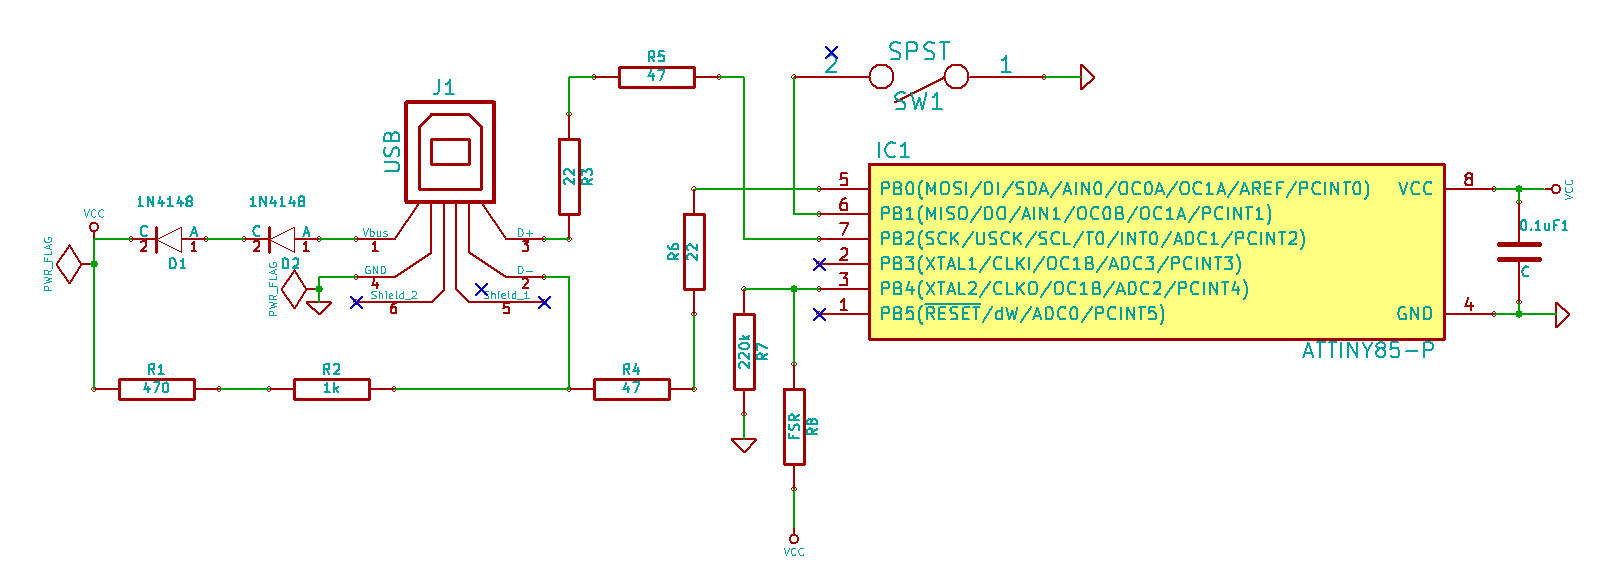 SPST
2
1
SW1
R5
47
J1
USB
22
R3
IC1
5
PB0(MOSI/DI/SDA/AIN0/OC0A/OC1A/AREF/PCINT0)
VCC
8
VCC
6
PB1(MISO/DO/AIN1/OC0B/OC1A/PCINT1)
7
PB2(SCK/USCK/SCL/T0/INT0/ADC1/PCINT2)
2
PB3(XTAL1/CLKI/OC1B/ADC3/PCINT3)
3
PB4(XTAL2/CLKO/OC1B/ADC2/PCINT4)
1
PB5(RESET/dW/ADC0/PCINT5)
GND
4
ATTINY85-P
0.1uF1
C
1N4148
1N4148
VCC
C
2
A
1
D1
C
2
A
1
D2
PWR_FLAG
PWR_FLAG
Vbus
1
GND
4
Shield_2
6
D+
3
D-
2
Shield_1
5
R6
22
220k
R7
R1
470
R2
1k
R4
47
FSR
R8
VCC